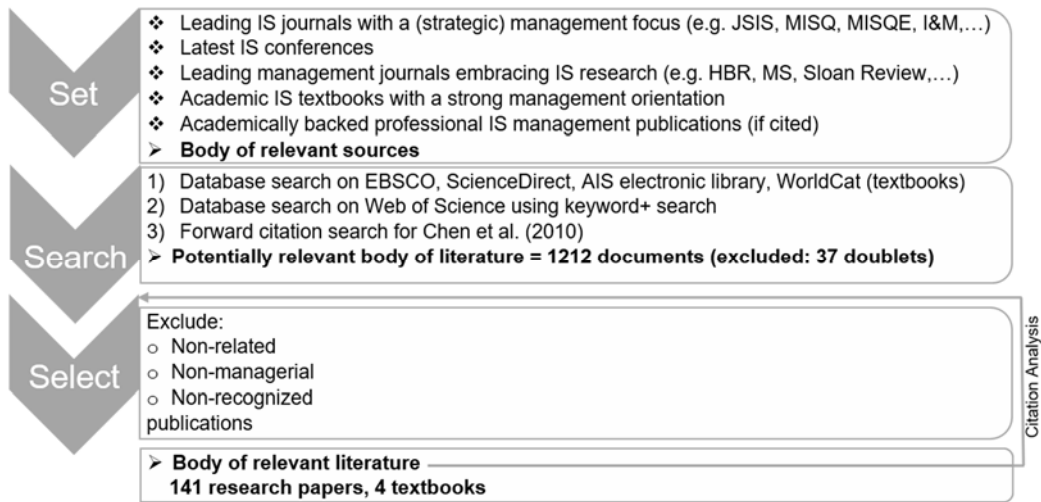 Set
❖ Leading IS journals with a (strategic) management focus (e.g. JSIS, MISQ, MISQE, I&M,…)
❖ Latest IS conferences
❖ Leading management journals embracing IS research (e.g. HBR, MS, Sloan Review,…)
❖ Academic IS textbooks with a strong management orientation
❖ Academically backed professional IS management publications (if cited)
➢ Body of relevant sources
Search
1) Database search on EBSCO, ScienceDirect, AIS electronic library, WorldCat (textbooks)
2) Database search on Web of Science using keyword+ search
3) Forward citation search for Chen et al. (2010)
➢ Potentially relevant body of literature = 1212 documents (excluded: 37 doublets)
Select
Exclude:
o Non-related
o Non-managerial
o Non-recognized
publications
➢ Body of relevant literature
141 research papers, 4 textbooks
Citation Analysis